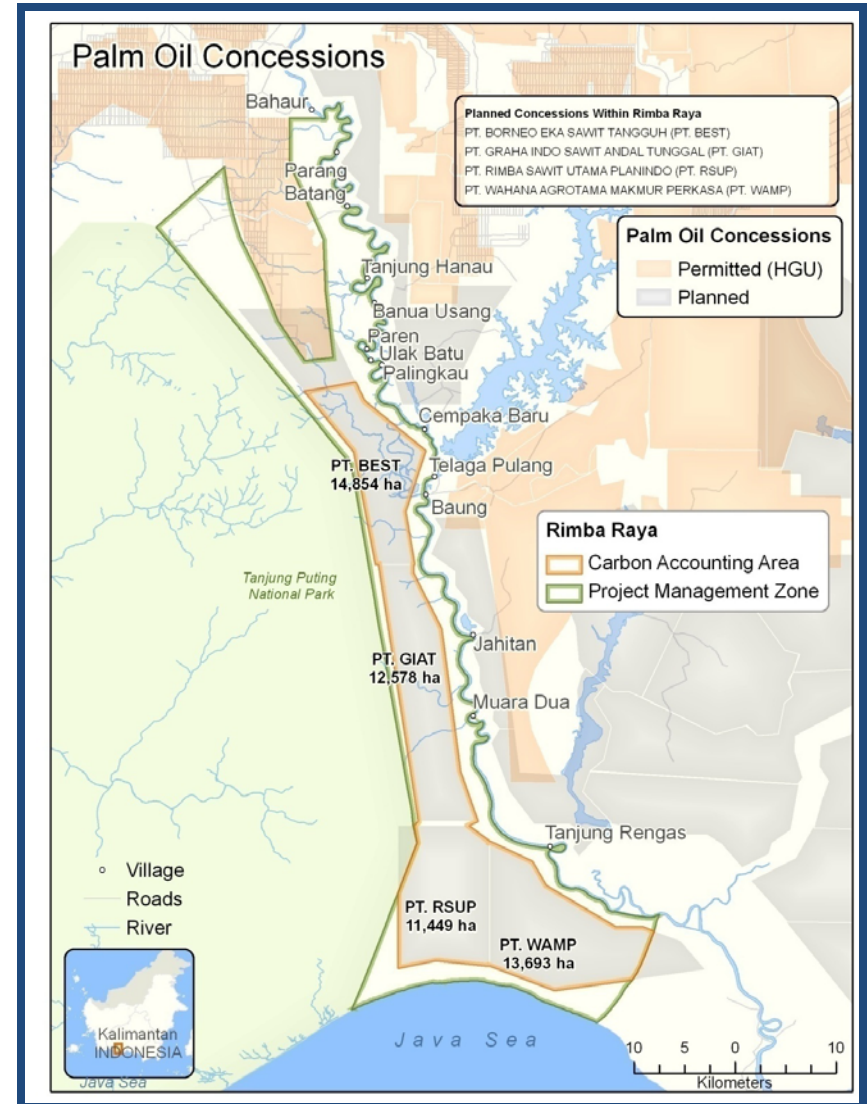 Palm Oil Concessions
Bahaur
Planned Concessions Within Rimba Raya
PT. BORNEO EKA SAWIT TANGGUH (PT. BEST)
PT. GRAHA INDO SAWIT ANDAL TUNGGAL (PT. GIAT)
PT. RIMBA SAWIT UTAMA PLANINDO (PT. RSUP)
PT. WAHANA AGROTAMA MAKMUR PERKASA (PT. WAMP)
Parang
Batang
Palm Oil Concessions
Permitted (HGU)
Planned
Tanjung Hanau
Banua Usang
Paren
Ulak Batu
Palingkau
Cempaka Baru
PT. BEST
14,854 ha
Telaga Pulang
Baung
Rimba Raya
Carbon Accounting Area
Project Management Zone
Tanjung Puting
National Park
Jahitan
PT. GIAT
12,578 ha
Muara Dua
Tanjung Rengas
Village
Roads
River
PT. RSUP
11,449 ha
PT. WAMP
13,693 ha
Kalimantan
INDONESIA
Java Sea
Java Sea
10 5 0 10
Kilometers